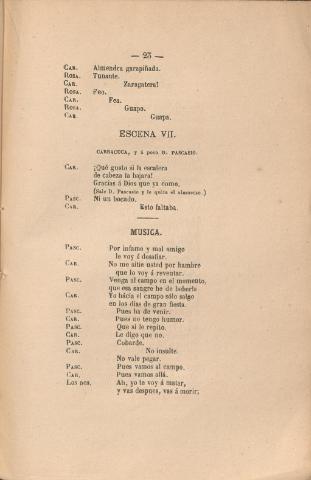 — 23 —
CAR. Almendra garapiñada.
ROSA. Tunante.
CAR. Zaragatera!
ROSA. Feo.
CAR. Fea.
ROSA. Guapo.
CAR. Guapa.
ESCENA VII.
CARRACUCA, y á poco D. PASCASIO.
CAR. ¡Qué gusto si la escalera
de cabeza la bajara!
Gracias á Dios que ya como.
(Sale D. Pascasio y le quita el almuerzo.)
PASC. Ni un bocado.
CAR. Esto faltaba.
MUSICA.
PASC. Por infame y mal amigo
le voy á desafiar.
CAR. No me sitie usted por hambre
que lo voy á reventar.
PASC. Venga al campo en el momento,
que esa sangre he de beberla
CAR. Yo hácia el campo sólo salgo
en los dias de gran fiesta.
PASC. Pues ha de venir.
CAR. Pues no tengo humor.
PASC. Que si le repito.
CAR. Le digo que no.
PASC. Cobarde.
CAR. No insulte.
No vale pegar.
PASC. Pues vamos al campo.
CAR. Pues vamos allá.
LOS DOS. Ah, yo te voy á matar,
y vas despues, vas á morir;